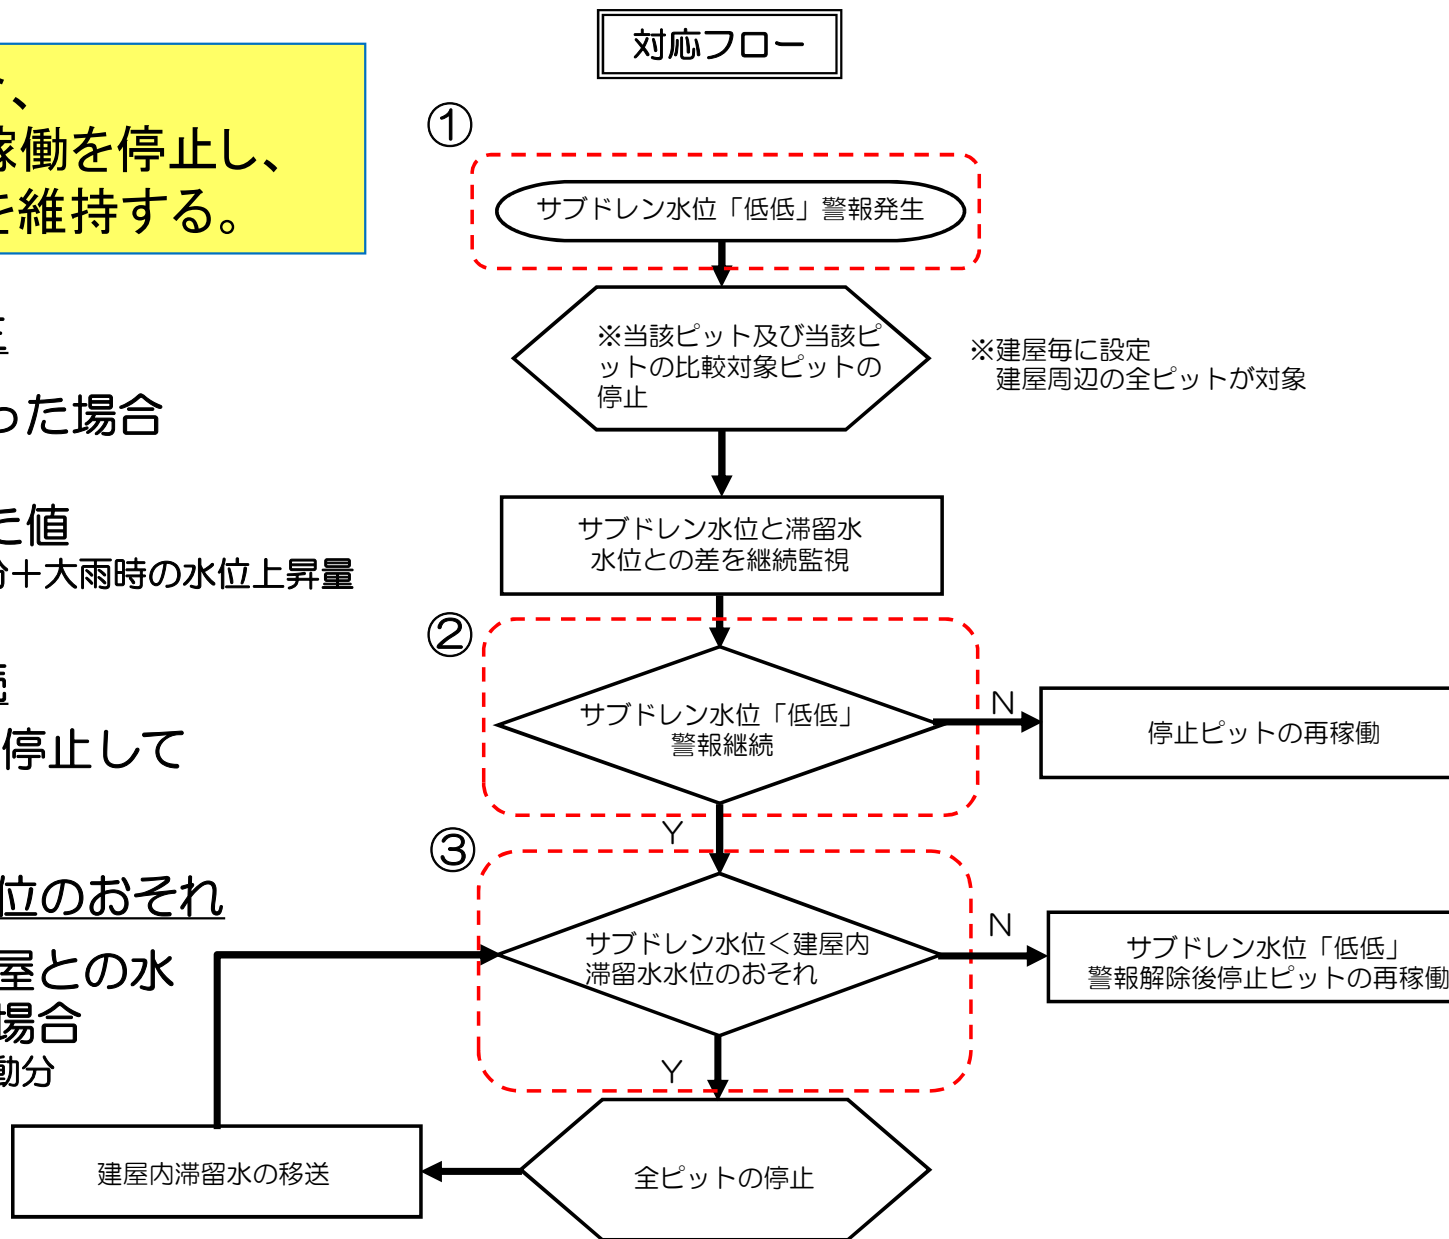 対応フロー
て、
稼働を停止し、
を維持する。
った場合
た値
分＋大雨時の水位上昇量
停止して
位のおそれ
屋との水
場合
動分
①
サブドレン水位「低低」警報発生
※当該ピット及び当該ピ
ットの比較対象ピットの
停止
※建屋毎に設定
建屋周辺の全ピットが対象
サブドレン水位と滞留水
水位との差を継続監視
②
サブドレン水位「低低」
警報継続
N
停止ピットの再稼働
Y
③
サブドレン水位＜建屋内
滞留水水位のおそれ
N
サブドレン水位「低低」
警報解除後停止ピットの再稼働
Y
全ピットの停止
建屋内滞留水の移送